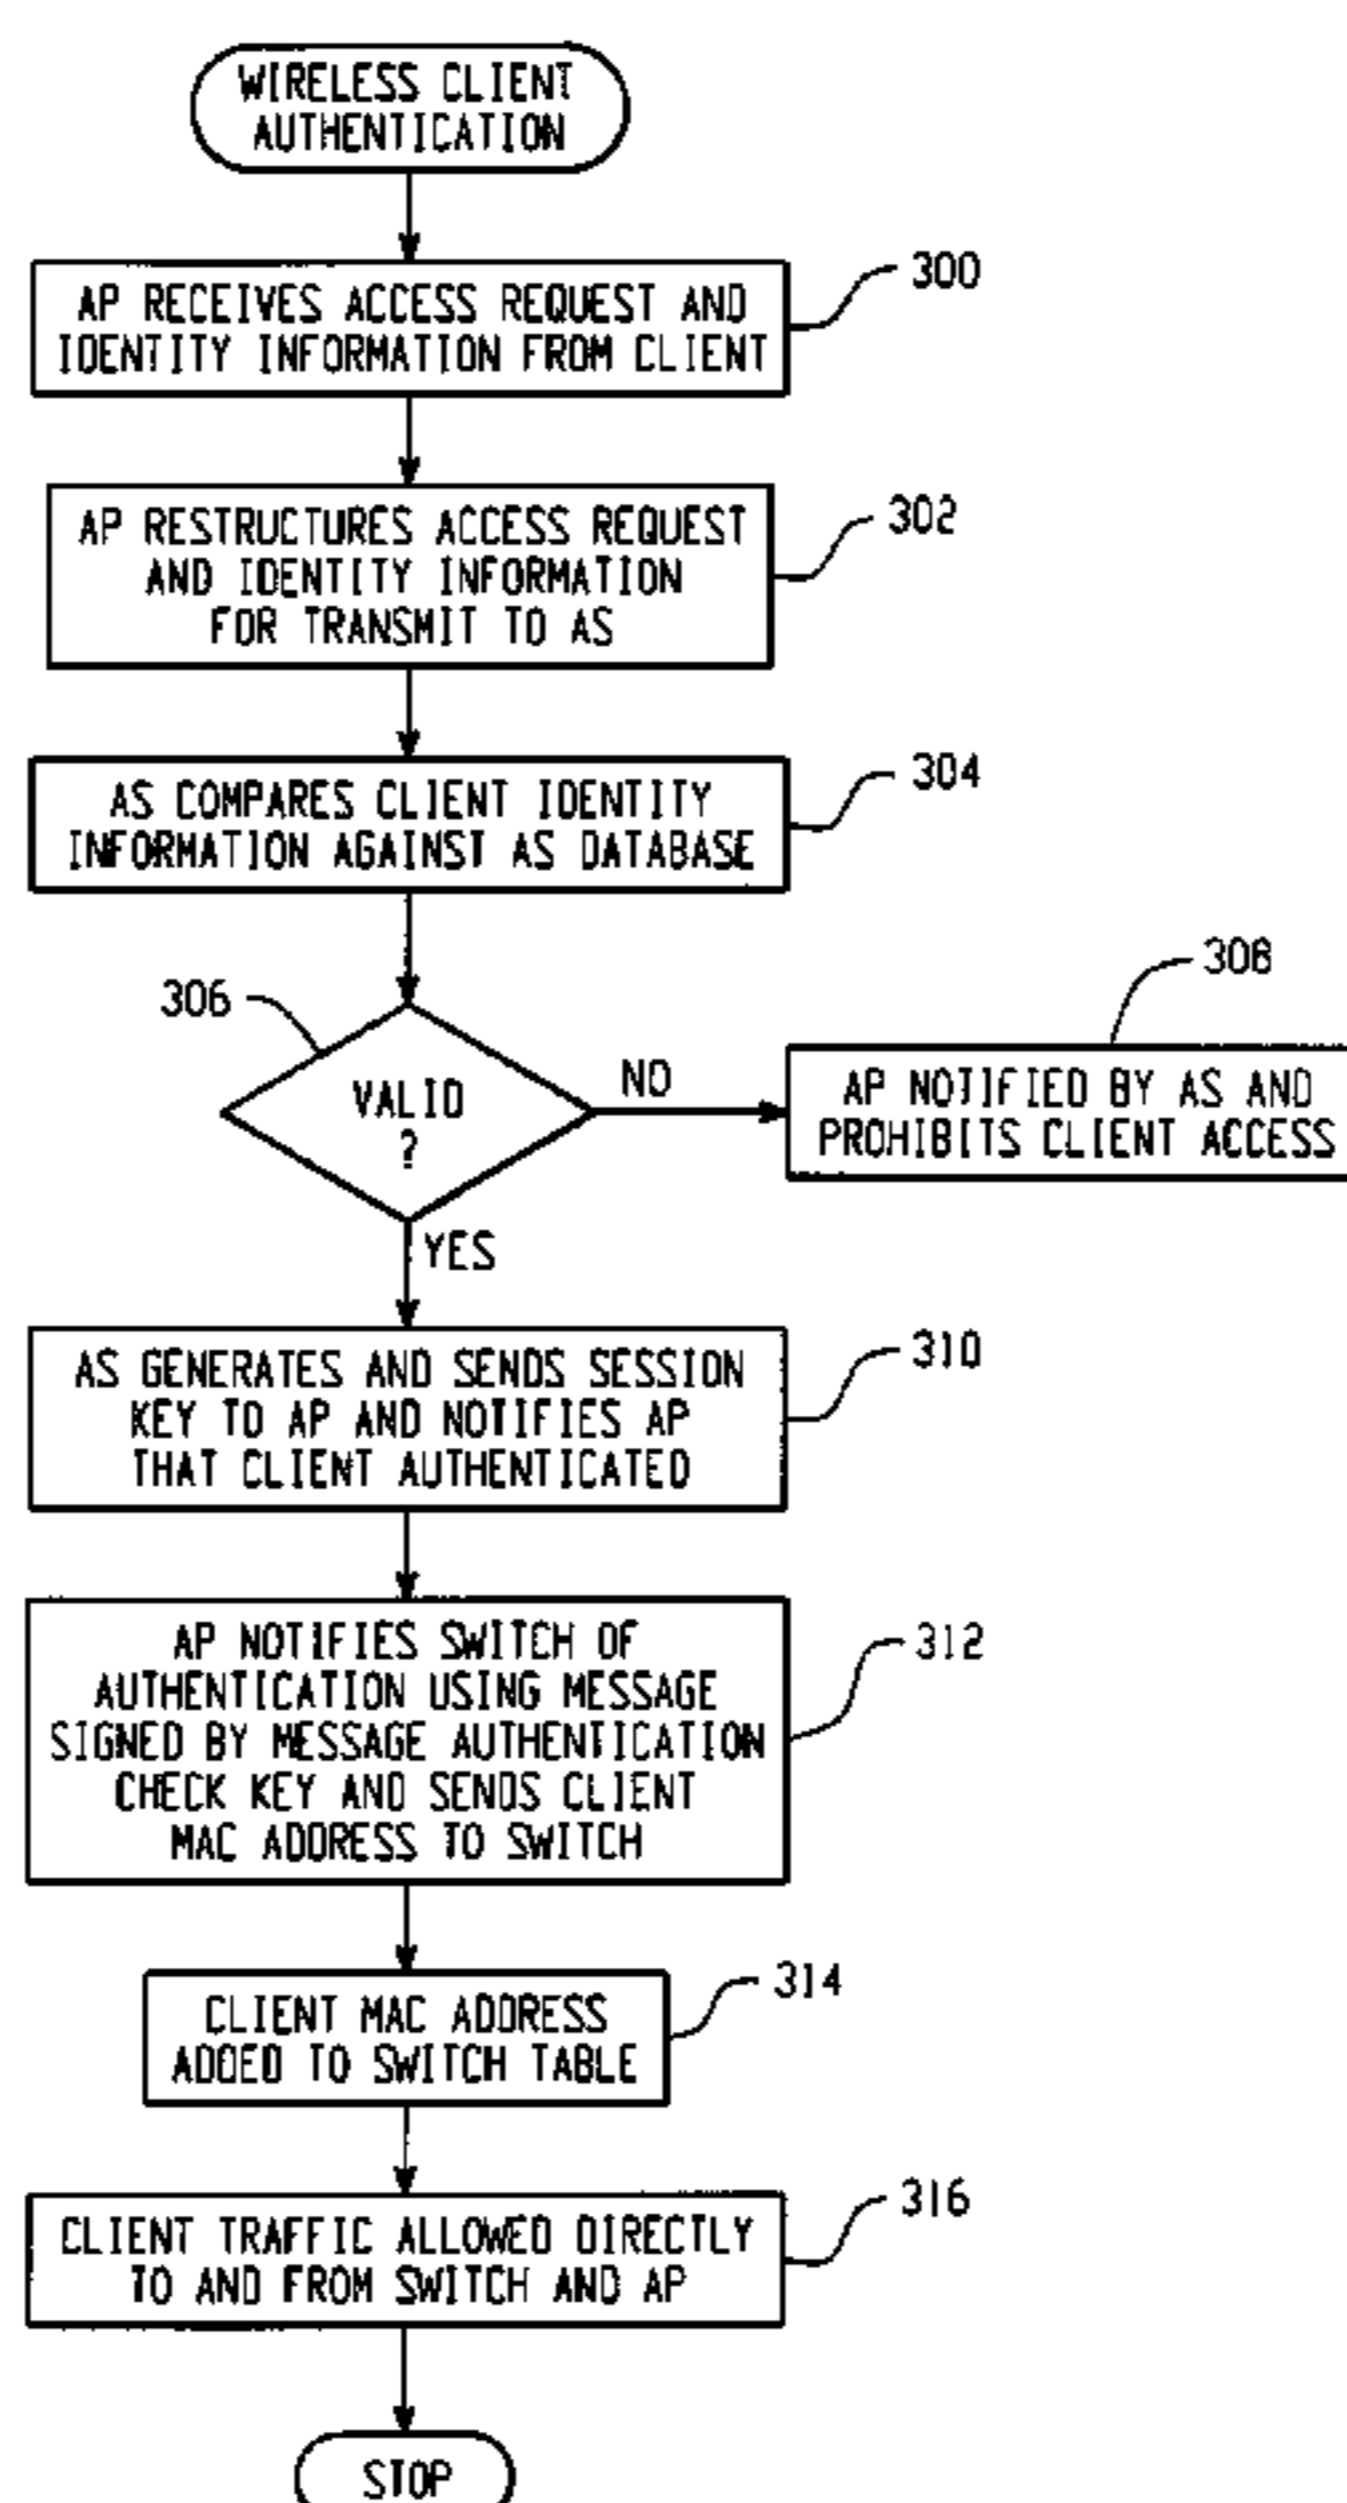 WIRELESS CLIENT
AUTHENTICATION
300
AP RECEIVES ACCESS REQUEST AND
IDENTITY INFORMATION FROM CLIENT
302
AP RESTRUCTURES ACCESS REQUEST
AND IDENTITY INFORMATION
FOR TRANSMIT TO AS
304
AS COMPARES CLIENT IDENTITY
INFORMATION AGAINST AS DATABASE
306
VALID
?
NO
308
AP NOTIFIED BY AS AND
PROHIBITS CLIENT ACCESS
YES
310
AS GENERATES AND SENDS SESSION
KEY TO AP AND NOTIFIES AP
THAT CLIENT AUTHENTICATED
312
AP NOTIFIES SWITCH OF
AUTHENTICATION USING MESSAGE
SIGNED BY MESSAGE AUTHENTICATION
CHECK KEY AND SENDS CLIENT
MAC ADDRESS TO SWITCH
314
CLIENT MAC ADDRESS
ADDED TO SWITCH TABLE
316
CLIENT TRAFFIC ALLOWED DIRECTLY
TO AND FROM SWITCH AND AP
STOP